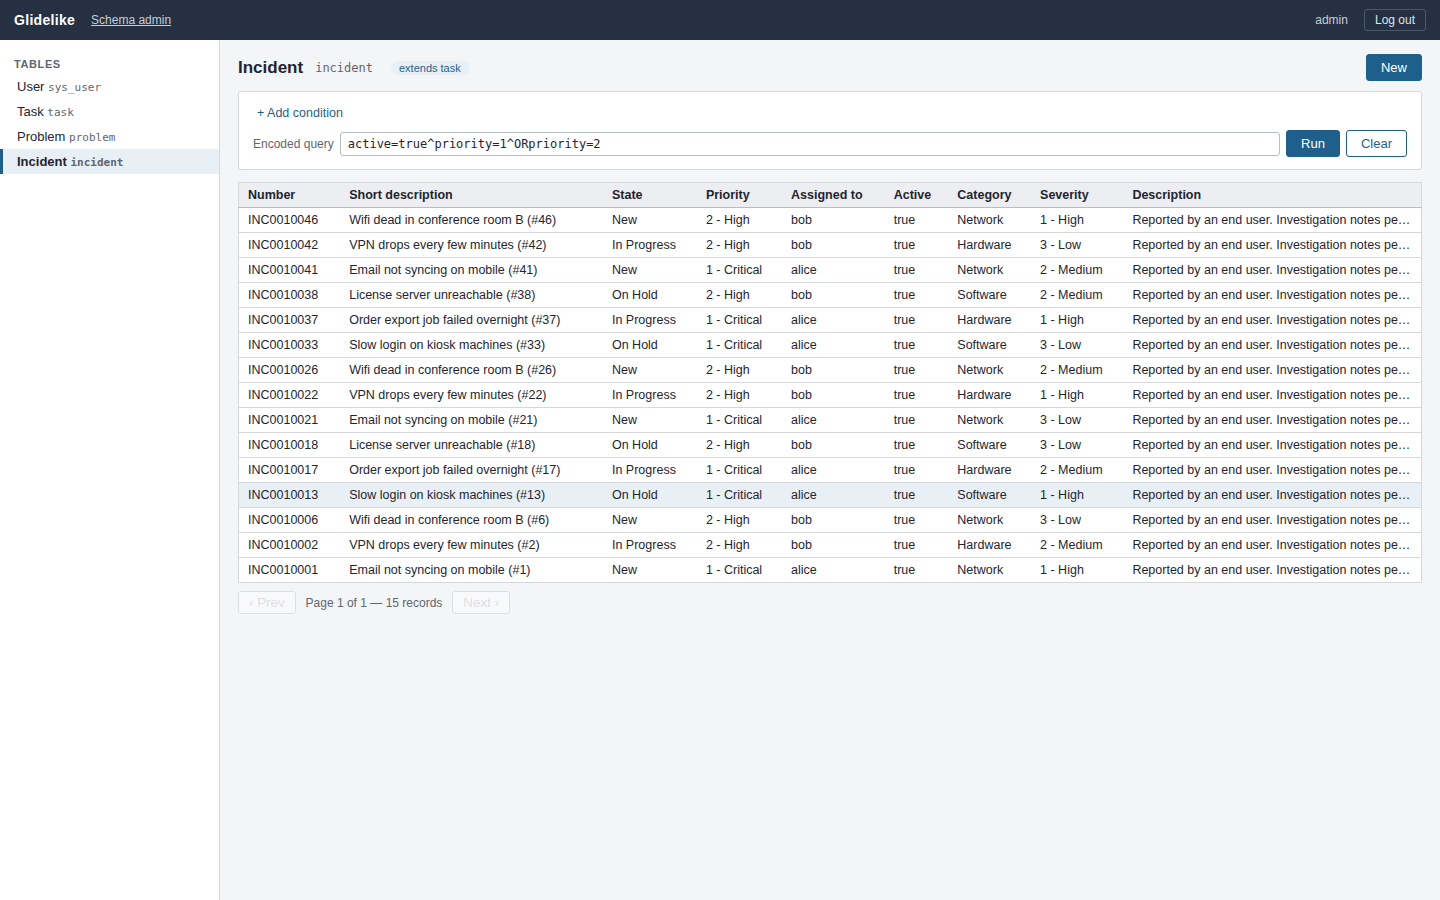 Glidelike Schema admin admin Log out
TABLES
User sys_user
Task task
Problem problem
Incident incident
Incident incident extends task New
+ Add condition
Encoded query active=true^priority=1^ORpriority=2 Run Clear
Number Short description State Priority Assigned to Active Category Severity Description
INC0010046 Wifi dead in conference room B (#46) New 2 - High bob true Network 1 - High Reported by an end user. Investigation notes pe…
INC0010042 VPN drops every few minutes (#42) In Progress 2 - High bob true Hardware 3 - Low Reported by an end user. Investigation notes pe…
INC0010041 Email not syncing on mobile (#41) New 1 - Critical alice true Network 2 - Medium Reported by an end user. Investigation notes pe…
INC0010038 License server unreachable (#38) On Hold 2 - High bob true Software 2 - Medium Reported by an end user. Investigation notes pe…
INC0010037 Order export job failed overnight (#37) In Progress 1 - Critical alice true Hardware 1 - High Reported by an end user. Investigation notes pe…
INC0010033 Slow login on kiosk machines (#33) On Hold 1 - Critical alice true Software 3 - Low Reported by an end user. Investigation notes pe…
INC0010026 Wifi dead in conference room B (#26) New 2 - High bob true Network 2 - Medium Reported by an end user. Investigation notes pe…
INC0010022 VPN drops every few minutes (#22) In Progress 2 - High bob true Hardware 1 - High Reported by an end user. Investigation notes pe…
INC0010021 Email not syncing on mobile (#21) New 1 - Critical alice true Network 3 - Low Reported by an end user. Investigation notes pe…
INC0010018 License server unreachable (#18) On Hold 2 - High bob true Software 3 - Low Reported by an end user. Investigation notes pe…
INC0010017 Order export job failed overnight (#17) In Progress 1 - Critical alice true Hardware 2 - Medium Reported by an end user. Investigation notes pe…
INC0010013 Slow login on kiosk machines (#13) On Hold 1 - Critical alice true Software 1 - High Reported by an end user. Investigation notes pe…
INC0010006 Wifi dead in conference room B (#6) New 2 - High bob true Network 3 - Low Reported by an end user. Investigation notes pe…
INC0010002 VPN drops every few minutes (#2) In Progress 2 - High bob true Hardware 2 - Medium Reported by an end user. Investigation notes pe…
INC0010001 Email not syncing on mobile (#1) New 1 - Critical alice true Network 1 - High Reported by an end user. Investigation notes pe…
‹ Prev Page 1 of 1 — 15 records Next ›